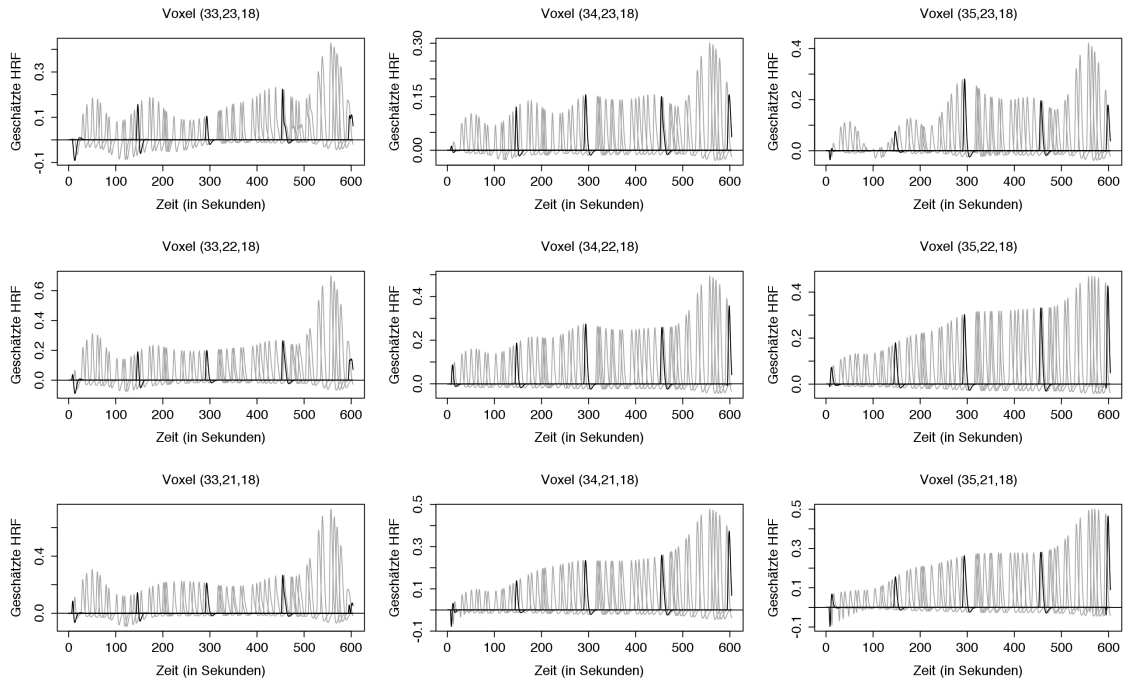 Voxel (33,23,18)
Geschätzte HRF
-0.1 0.1 0.3
0 100 200 300 400 500 600
Zeit (in Sekunden)
Voxel (34,23,18)
Geschätzte HRF
0.00 0.15 0.30
0 100 200 300 400 500 600
Zeit (in Sekunden)
Voxel (35,23,18)
Geschätzte HRF
0.0 0.2 0.4
0 100 200 300 400 500 600
Zeit (in Sekunden)
Voxel (33,22,18)
Geschätzte HRF
0.0 0.2 0.4 0.6
0 100 200 300 400 500 600
Zeit (in Sekunden)
Voxel (34,22,18)
Geschätzte HRF
0.0 0.2 0.4
0 100 200 300 400 500 600
Zeit (in Sekunden)
Voxel (35,22,18)
Geschätzte HRF
0.0 0.2 0.4
0 100 200 300 400 500 600
Zeit (in Sekunden)
Voxel (33,21,18)
Geschätzte HRF
0.0 0.4
0 100 200 300 400 500 600
Zeit (in Sekunden)
Voxel (34,21,18)
Geschätzte HRF
-0.1 0.1 0.3 0.5
0 100 200 300 400 500 600
Zeit (in Sekunden)
Voxel (35,21,18)
Geschätzte HRF
-0.1 0.1 0.3 0.5
0 100 200 300 400 500 600
Zeit (in Sekunden)